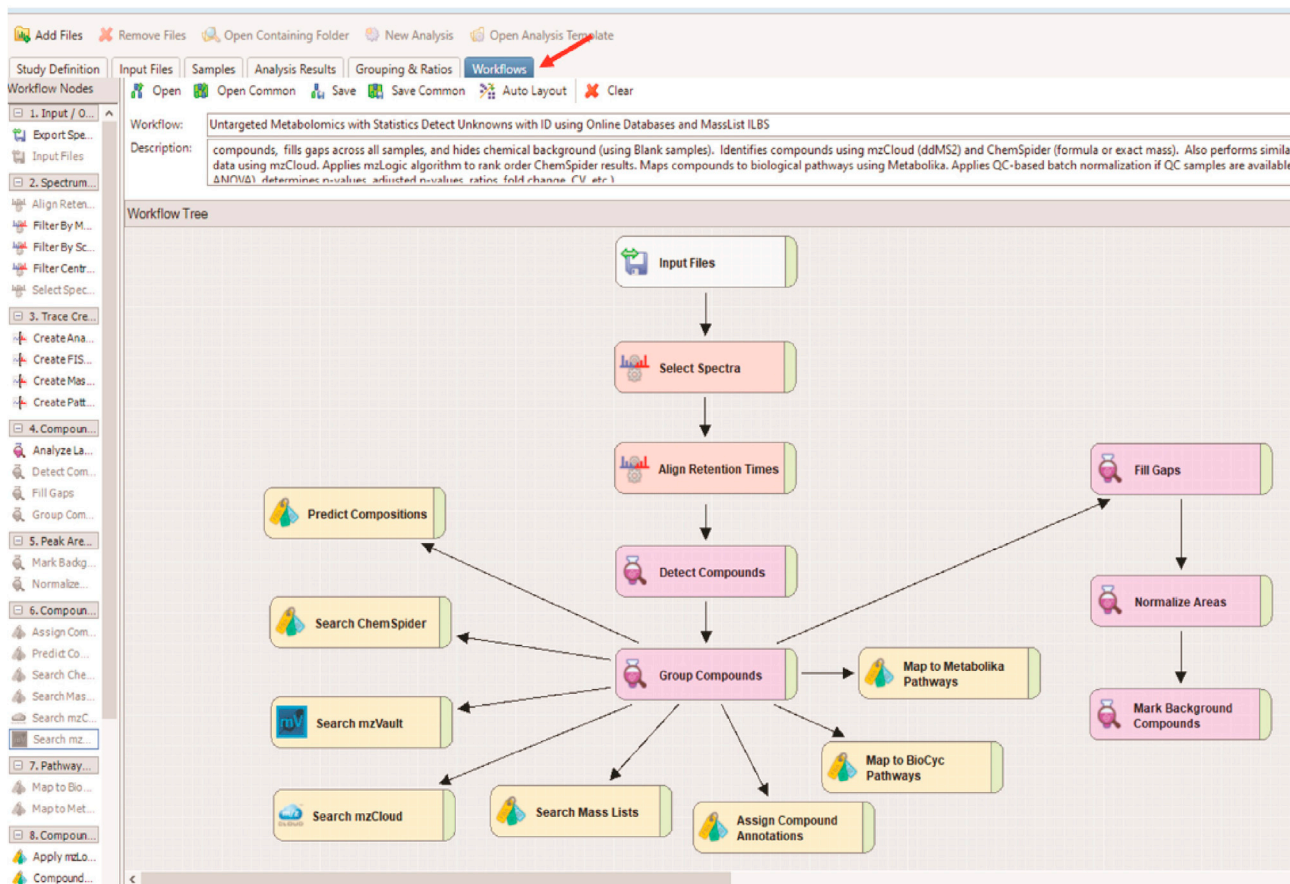 Add Files Remove Files Open Containing Folder New Analysis Open Analysis Template
Study Definition Input Files Samples Analysis Results Grouping & Ratios Workflows
Workflow Nodes
Open Open Common Save Save Common Auto Layout Clear
1. Input / O...
Export Spe...
Input Files
2. Spectrum
Align Reten...
Filter By M...
Filter By Sc...
Filter Centr...
Select Spec...
3. Trace Cre...
Create Ana...
Create FIS...
Create Mas...
Create Patt...
4. Compoun...
Analyze La...
Detect Com...
Fill Gaps
Group Com...
5. Peak Are...
Mark Backg...
Normalize...
6. Compoun...
Assign Com...
Predict Co...
Search Che...
Search Mas...
Search mzC...
Search mz...
7. Pathway...
Map to Bio...
Map to Met...
8. Compoun...
Apply mzLo...
Compound...
Workflow: Untargeted Metabolomics with Statistics Detect Unknowns with ID using Online Databases and MassList ILBS
Description: compounds, fills gaps across all samples, and hides chemical background (using Blank samples). Identifies compounds using mzCloud (ddMS2) and ChemSpider (formula or exact mass). Also performs simila
data using mzCloud. Applies mzLogic algorithm to rank order ChemSpider results. Maps compounds to biological pathways using Metabolika. Applies QC-based batch normalization if QC samples are available
ANOVA), determines p-values, adjusted p-values, ratios, fold change, CV, etc.)
Workflow Tree
Input Files
Select Spectra
Align Retention Times
Fill Gaps
Predict Compositions
Detect Compounds
Normalize Areas
Search ChemSpider
Group Compounds
Map to Metabolika
Pathways
Mark Background
Compounds
Search mzVault
Map to BioCyc
Pathways
Search mzCloud
Search Mass Lists
Assign Compound
Annotations